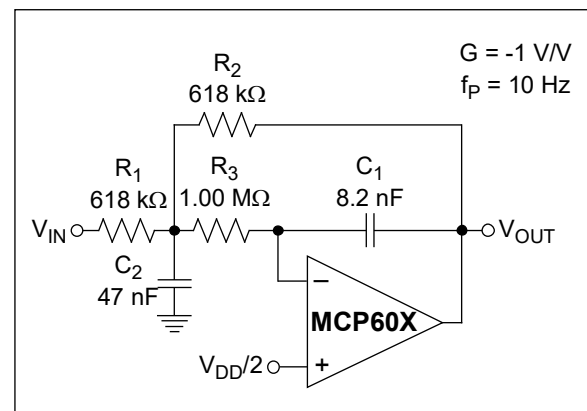 G = -1 V/V
f_P = 10 Hz
R_2
618 kΩ
R_1
618 kΩ
R_3
1.00 MΩ
C_1
8.2 nF
V_IN
V_OUT
C_2
47 nF
−
MCP60X
V_DD/2
+